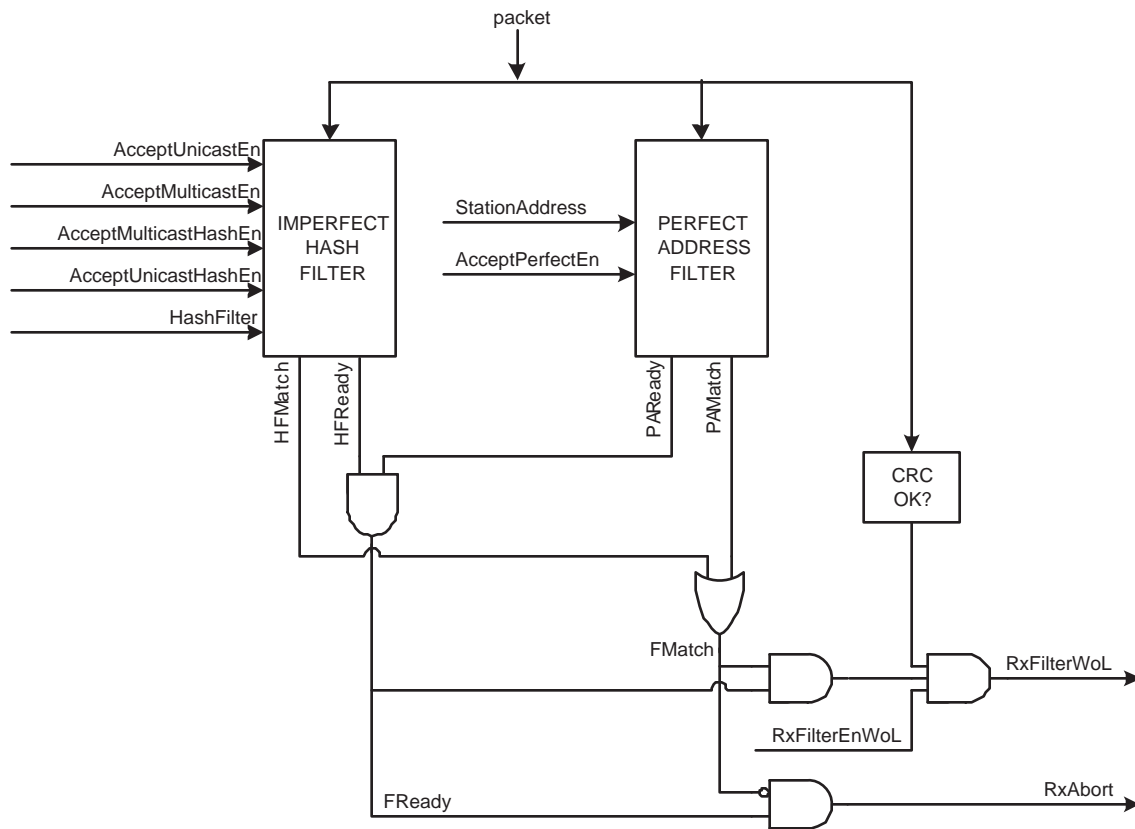 packet
AcceptUnicastEn
AcceptMulticastEn
AcceptMulticastHashEn
AcceptUnicastHashEn
HashFilter
IMPERFECT
HASH
FILTER
StationAddress
AcceptPerfectEn
PERFECT
ADDRESS
FILTER
HFMatch
HFReady
PAReady
PAMatch
CRC
OK?
FMatch
RxFilterWoL
RxFilterEnWoL
FReady
RxAbort